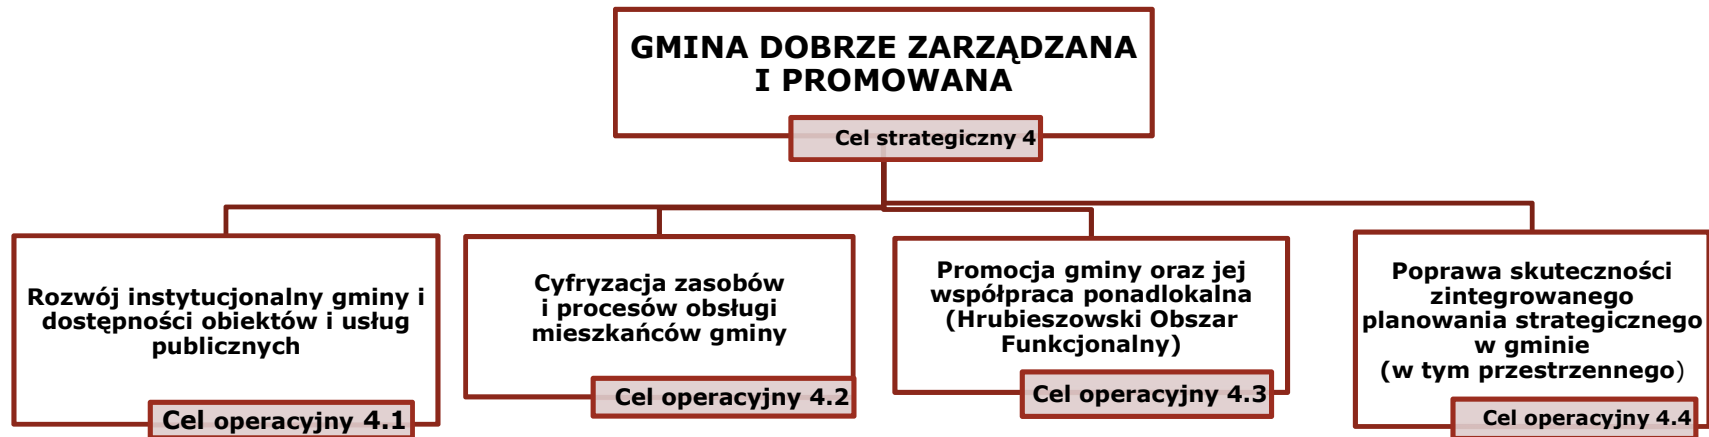 GMINA DOBRZE ZARZĄDZANA
I PROMOWANA
Cel strategiczny 4
Rozwój instytucjonalny gminy i
dostępności obiektów i usług
publicznych
Cel operacyjny 4.1
Cyfryzacja zasobów
i procesów obsługi
mieszkańców gminy
Cel operacyjny 4.2
Promocja gminy oraz jej
współpraca ponadlokalna
(Hrubieszowski Obszar
Funkcjonalny)
Cel operacyjny 4.3
Poprawa skuteczności
zintegrowanego
planowania strategicznego
w gminie
(w tym przestrzennego)
Cel operacyjny 4.4